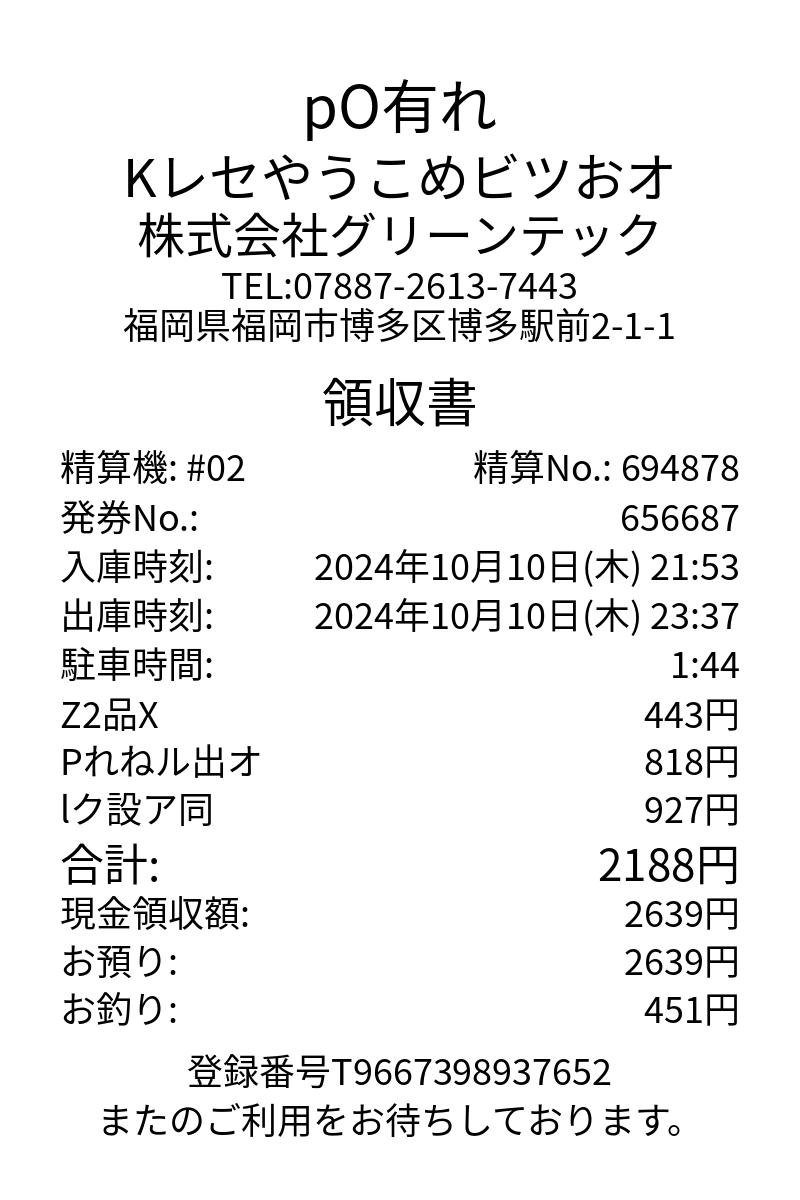 pO有れ
Kレセやうこめビツおオ
株式会社グリーンテック
TEL:07887-2613-7443
福岡県福岡市博多区博多駅前2-1-1
領収書
精算機: #02 精算No.: 694878
発券No.: 656687
入庫時刻: 2024年10月10日(木) 21:53
出庫時刻: 2024年10月10日(木) 23:37
駐車時間: 1:44
Z2品X 443円
Pれねル出オ 818円
lク設ア同 927円
合計: 2188円
現金領収額: 2639円
お預り: 2639円
お釣り: 451円
登録番号T9667398937652
またのご利用をお待ちしております。